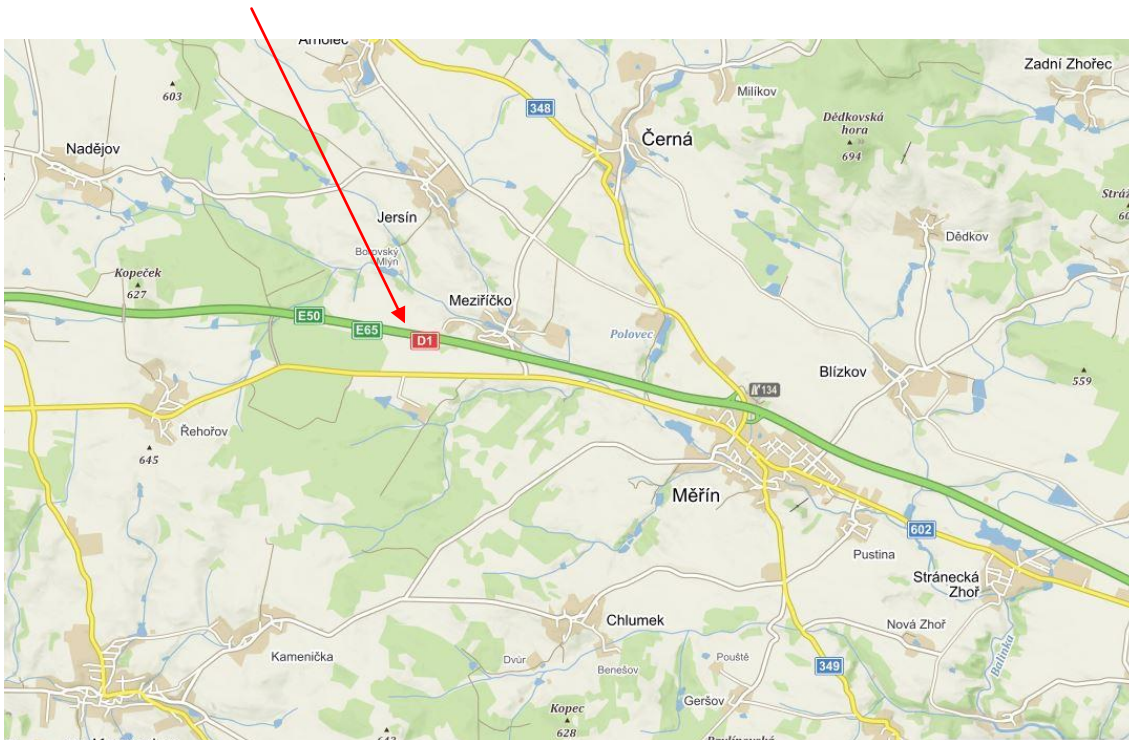 Arnolec
603
348
Milíkov
Zadní Zhořec
Dědkovská
hora
694
Nadějov
Černá
Jersín
Dědkov
Borovský
Mlýn
Kopeček
627
Meziříčko
E50
E65
D1
Polovec
Blízkov
134
559
Řehořov
645
Měřín
602
Pustina
Stránecká
Zhoř
Chlumek
Nová Zhoř
Kamenička
Dvůr
Benešov
Pouště
349
Balinka
Geršov
Kopec
628